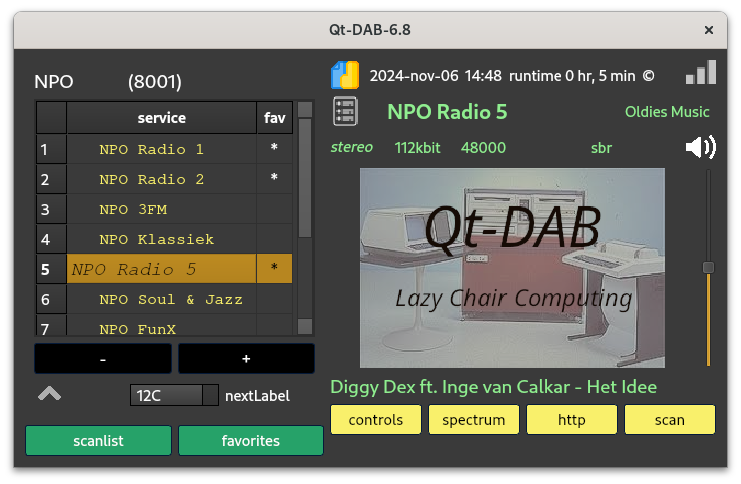 Qt-DAB-6.8
×
NPO (8001)
2024-nov-06 14:48 runtime 0 hr, 5 min ©
NPO Radio 5
Oldies Music
stereo 112kbit 48000 sbr
service fav
1 NPO Radio 1 *
2 NPO Radio 2 *
3 NPO 3FM
4 NPO Klassiek
5 NPO Radio 5 *
6 NPO Soul & Jazz
7 NPO FunX
- +
12C nextLabel
scanlist favorites
Qt-DAB
Lazy Chair Computing
Diggy Dex ft. Inge van Calkar - Het Idee
controls spectrum http scan